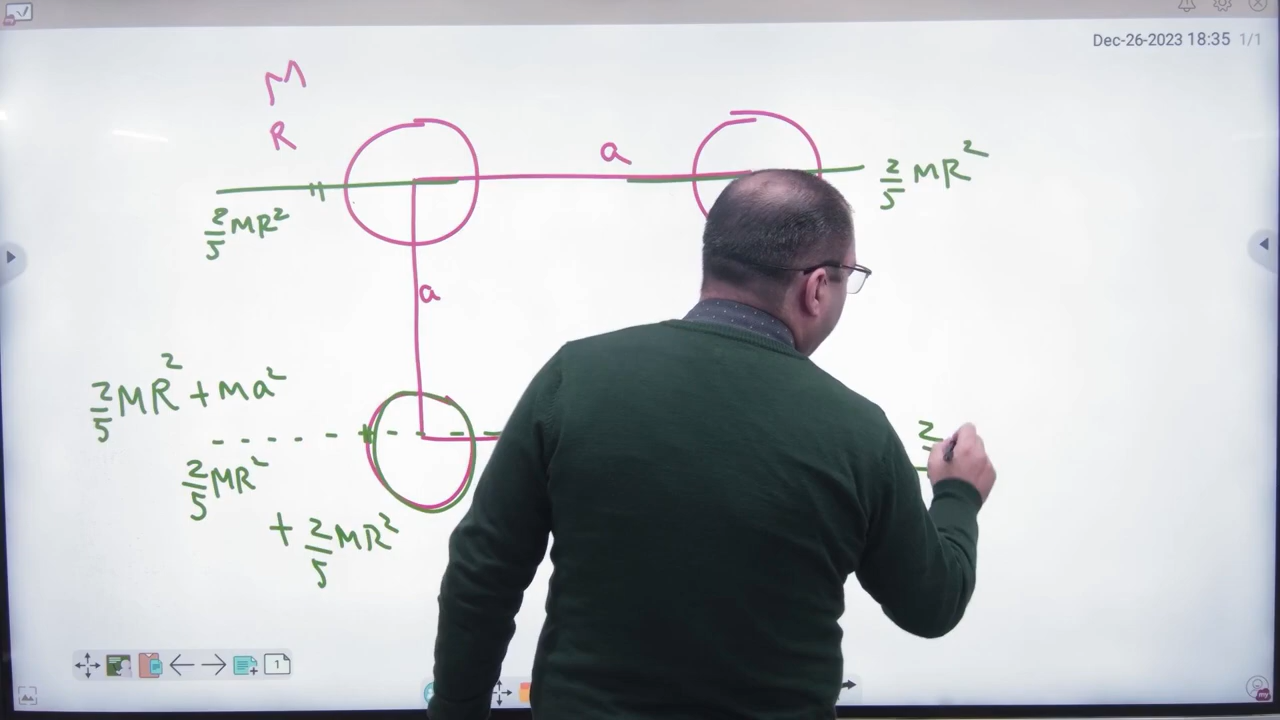 Dec-26-2023 18:35 1/1
M
R
a
2/5 MR²
2/5 MR²
a
2/5 MR² + Ma²
2/5 MR²
+ 2/5 MR²
2
1